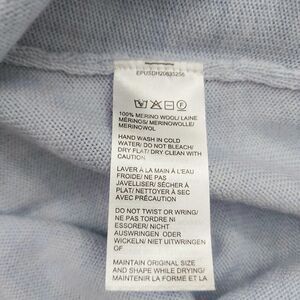 EPUSDH20635256
F
100% MERINO WOOL/ LAINE
MÉRINOS/ MERINOWOLLE/
MERINOWOL
HAND WASH IN COLD
WATER/ DO NOT BLEACH/
DRY FLAT/ DRY CLEAN WITH
CAUTION
LAVER À LA MAIN À L'EAU
FROIDE/ NE PAS
JAVELLISER/ SÉCHER À
PLAT/ NETTOYER À SEC
AVEC PRÉCAUTION
DO NOT TWIST OR WRING/
NE PAS TORDRE NI
ESSORER/ NICHT
AUSWRINGEN ODER
WICKELN/ NIET UITWRINGEN
OF
MAINTAIN ORIGINAL SIZE
AND SHAPE WHILE DRYING/
MAINTENIR LA FORME ET LA